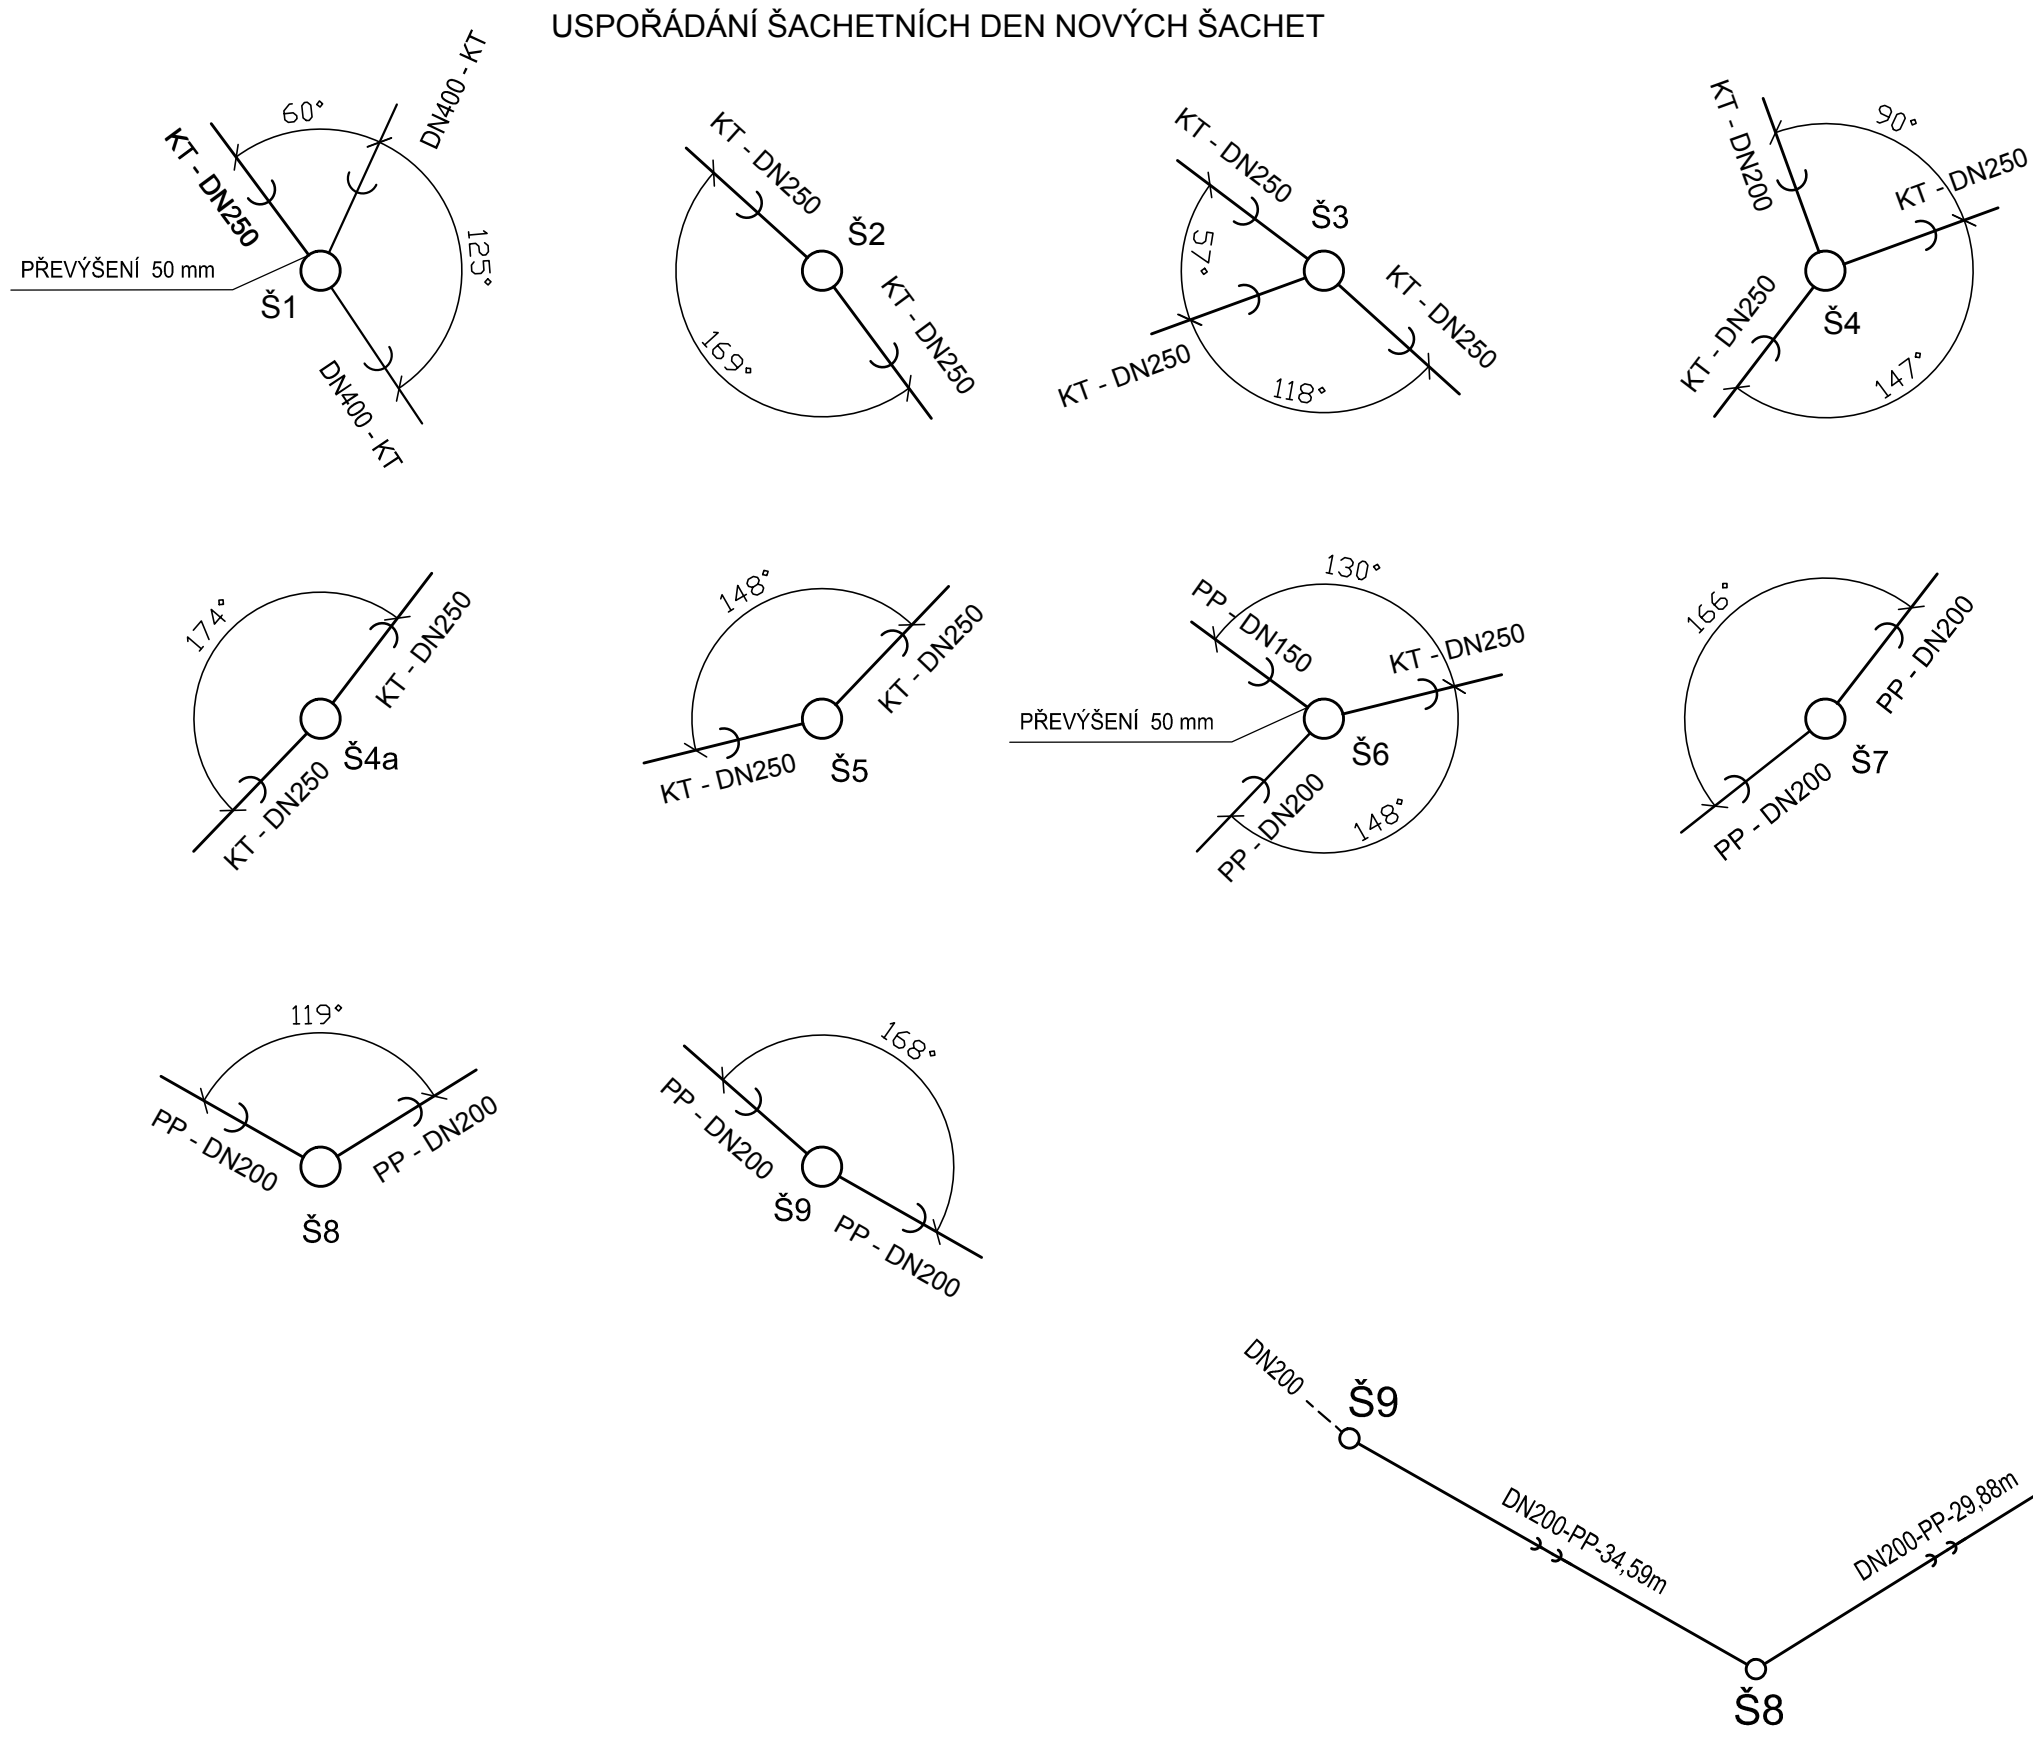 USPOŘÁDÁNÍ ŠACHETNÍCH DEN NOVÝCH ŠACHET
60°
DN400 - KT
KT - DN250
125°
PŘEVÝŠENÍ 50 mm
Š1
DN400 - KT
KT - DN250
Š2
KT - DN250
169°
KT - DN250
Š3
57°
KT - DN250
KT - DN250
118°
KT - DN200
90°
KT - DN250
KT - DN250
Š4
147°
174°
KT - DN250
Š4a
KT - DN250
148°
KT - DN250
KT - DN250
Š5
130°
PP - DN150
KT - DN250
PŘEVÝŠENÍ 50 mm
Š6
PP - DN200
148°
166°
PP - DN200
Š7
PP - DN200
119°
PP - DN200
PP - DN200
Š8
168°
PP - DN200
Š9
PP - DN200
DN200
Š9
DN200-PP-34,59m
DN200-PP-29,88m
Š8